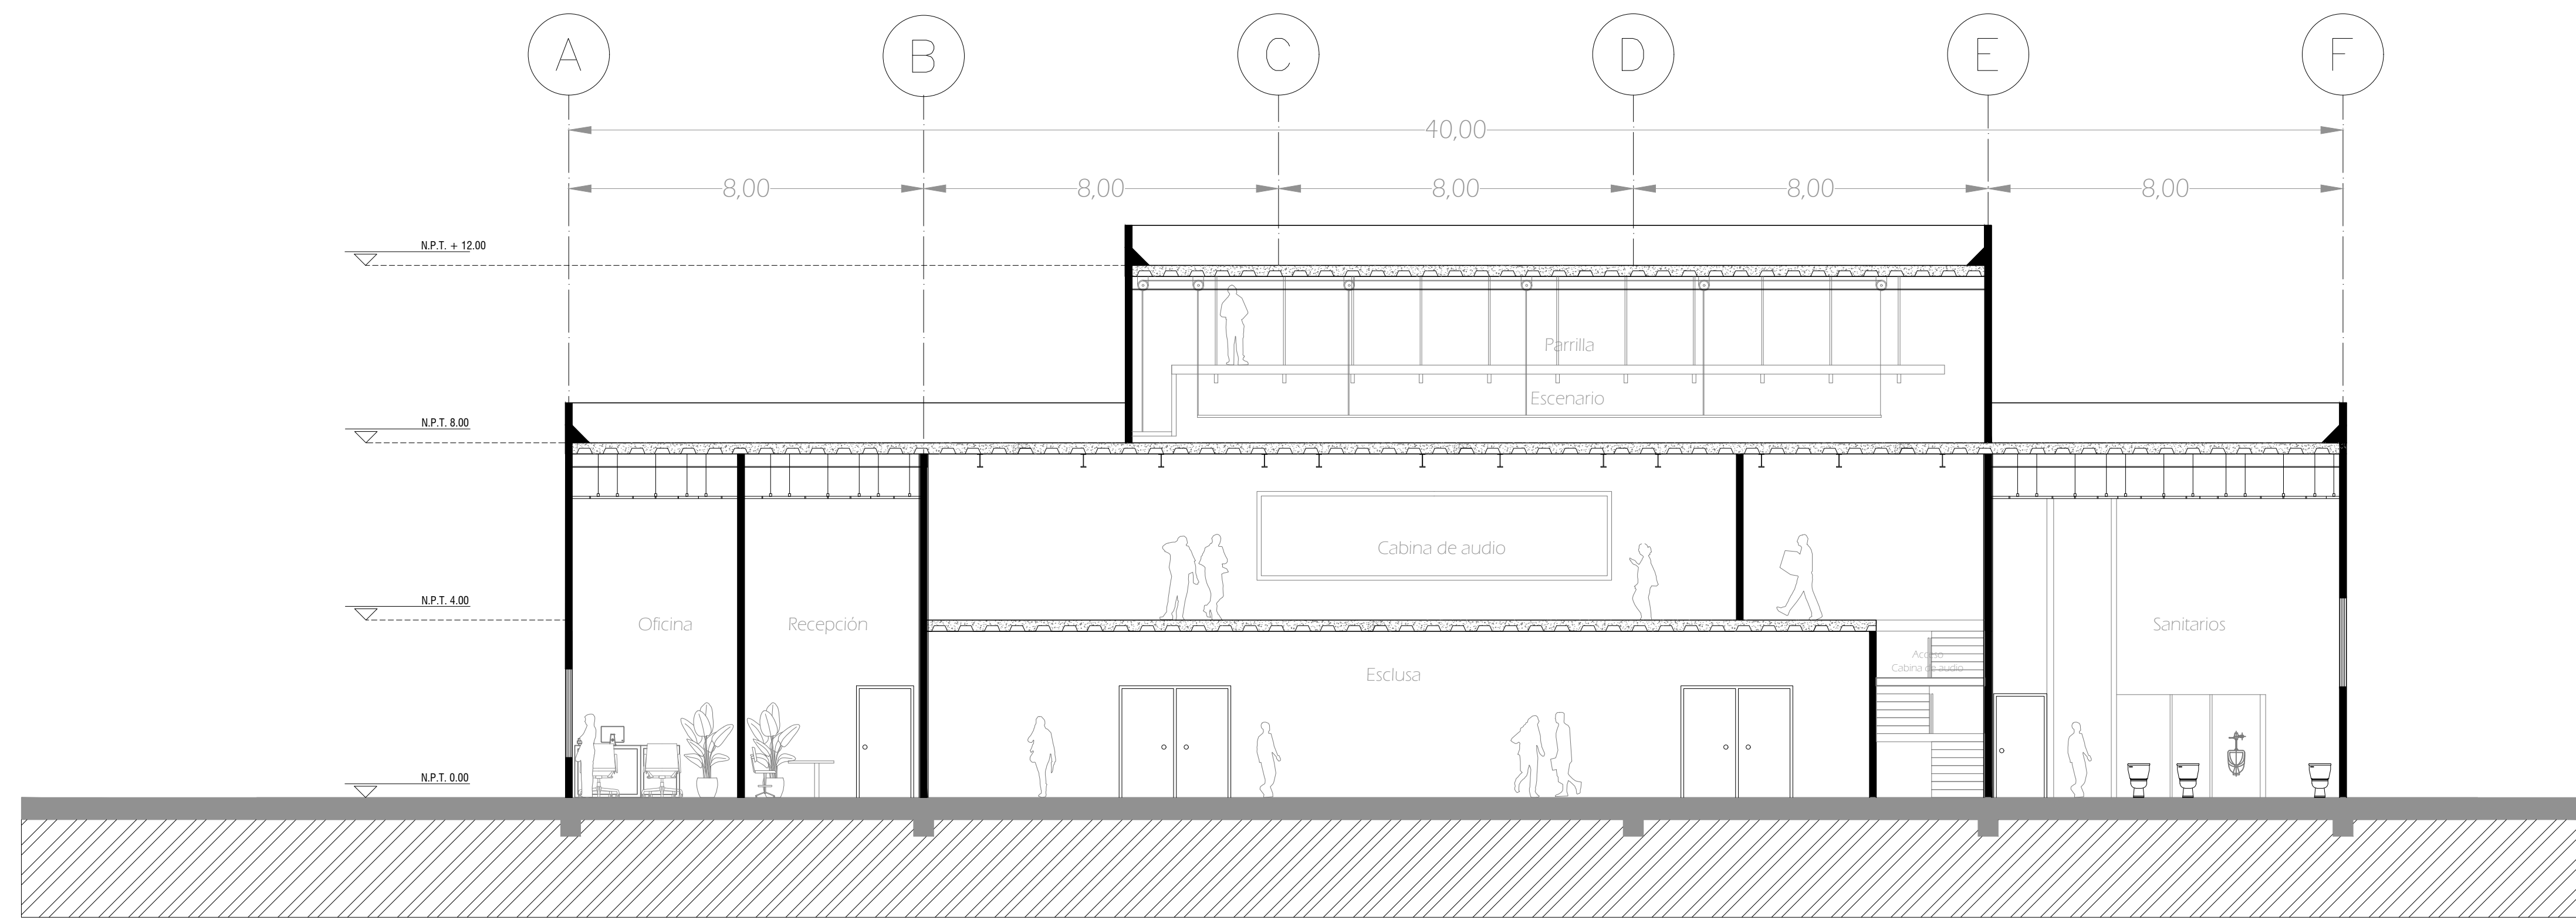 A B C D E F
40,00
8,00 8,00 8,00 8,00 8,00
N.P.T. + 12.00
Parrilla
Escenario
N.P.T. 8.00
Cabina de audio
N.P.T. 4.00
Oficina
Recepción
Sanitarios
Acceso
Cabina de audio
Esclusa
N.P.T. 0.00